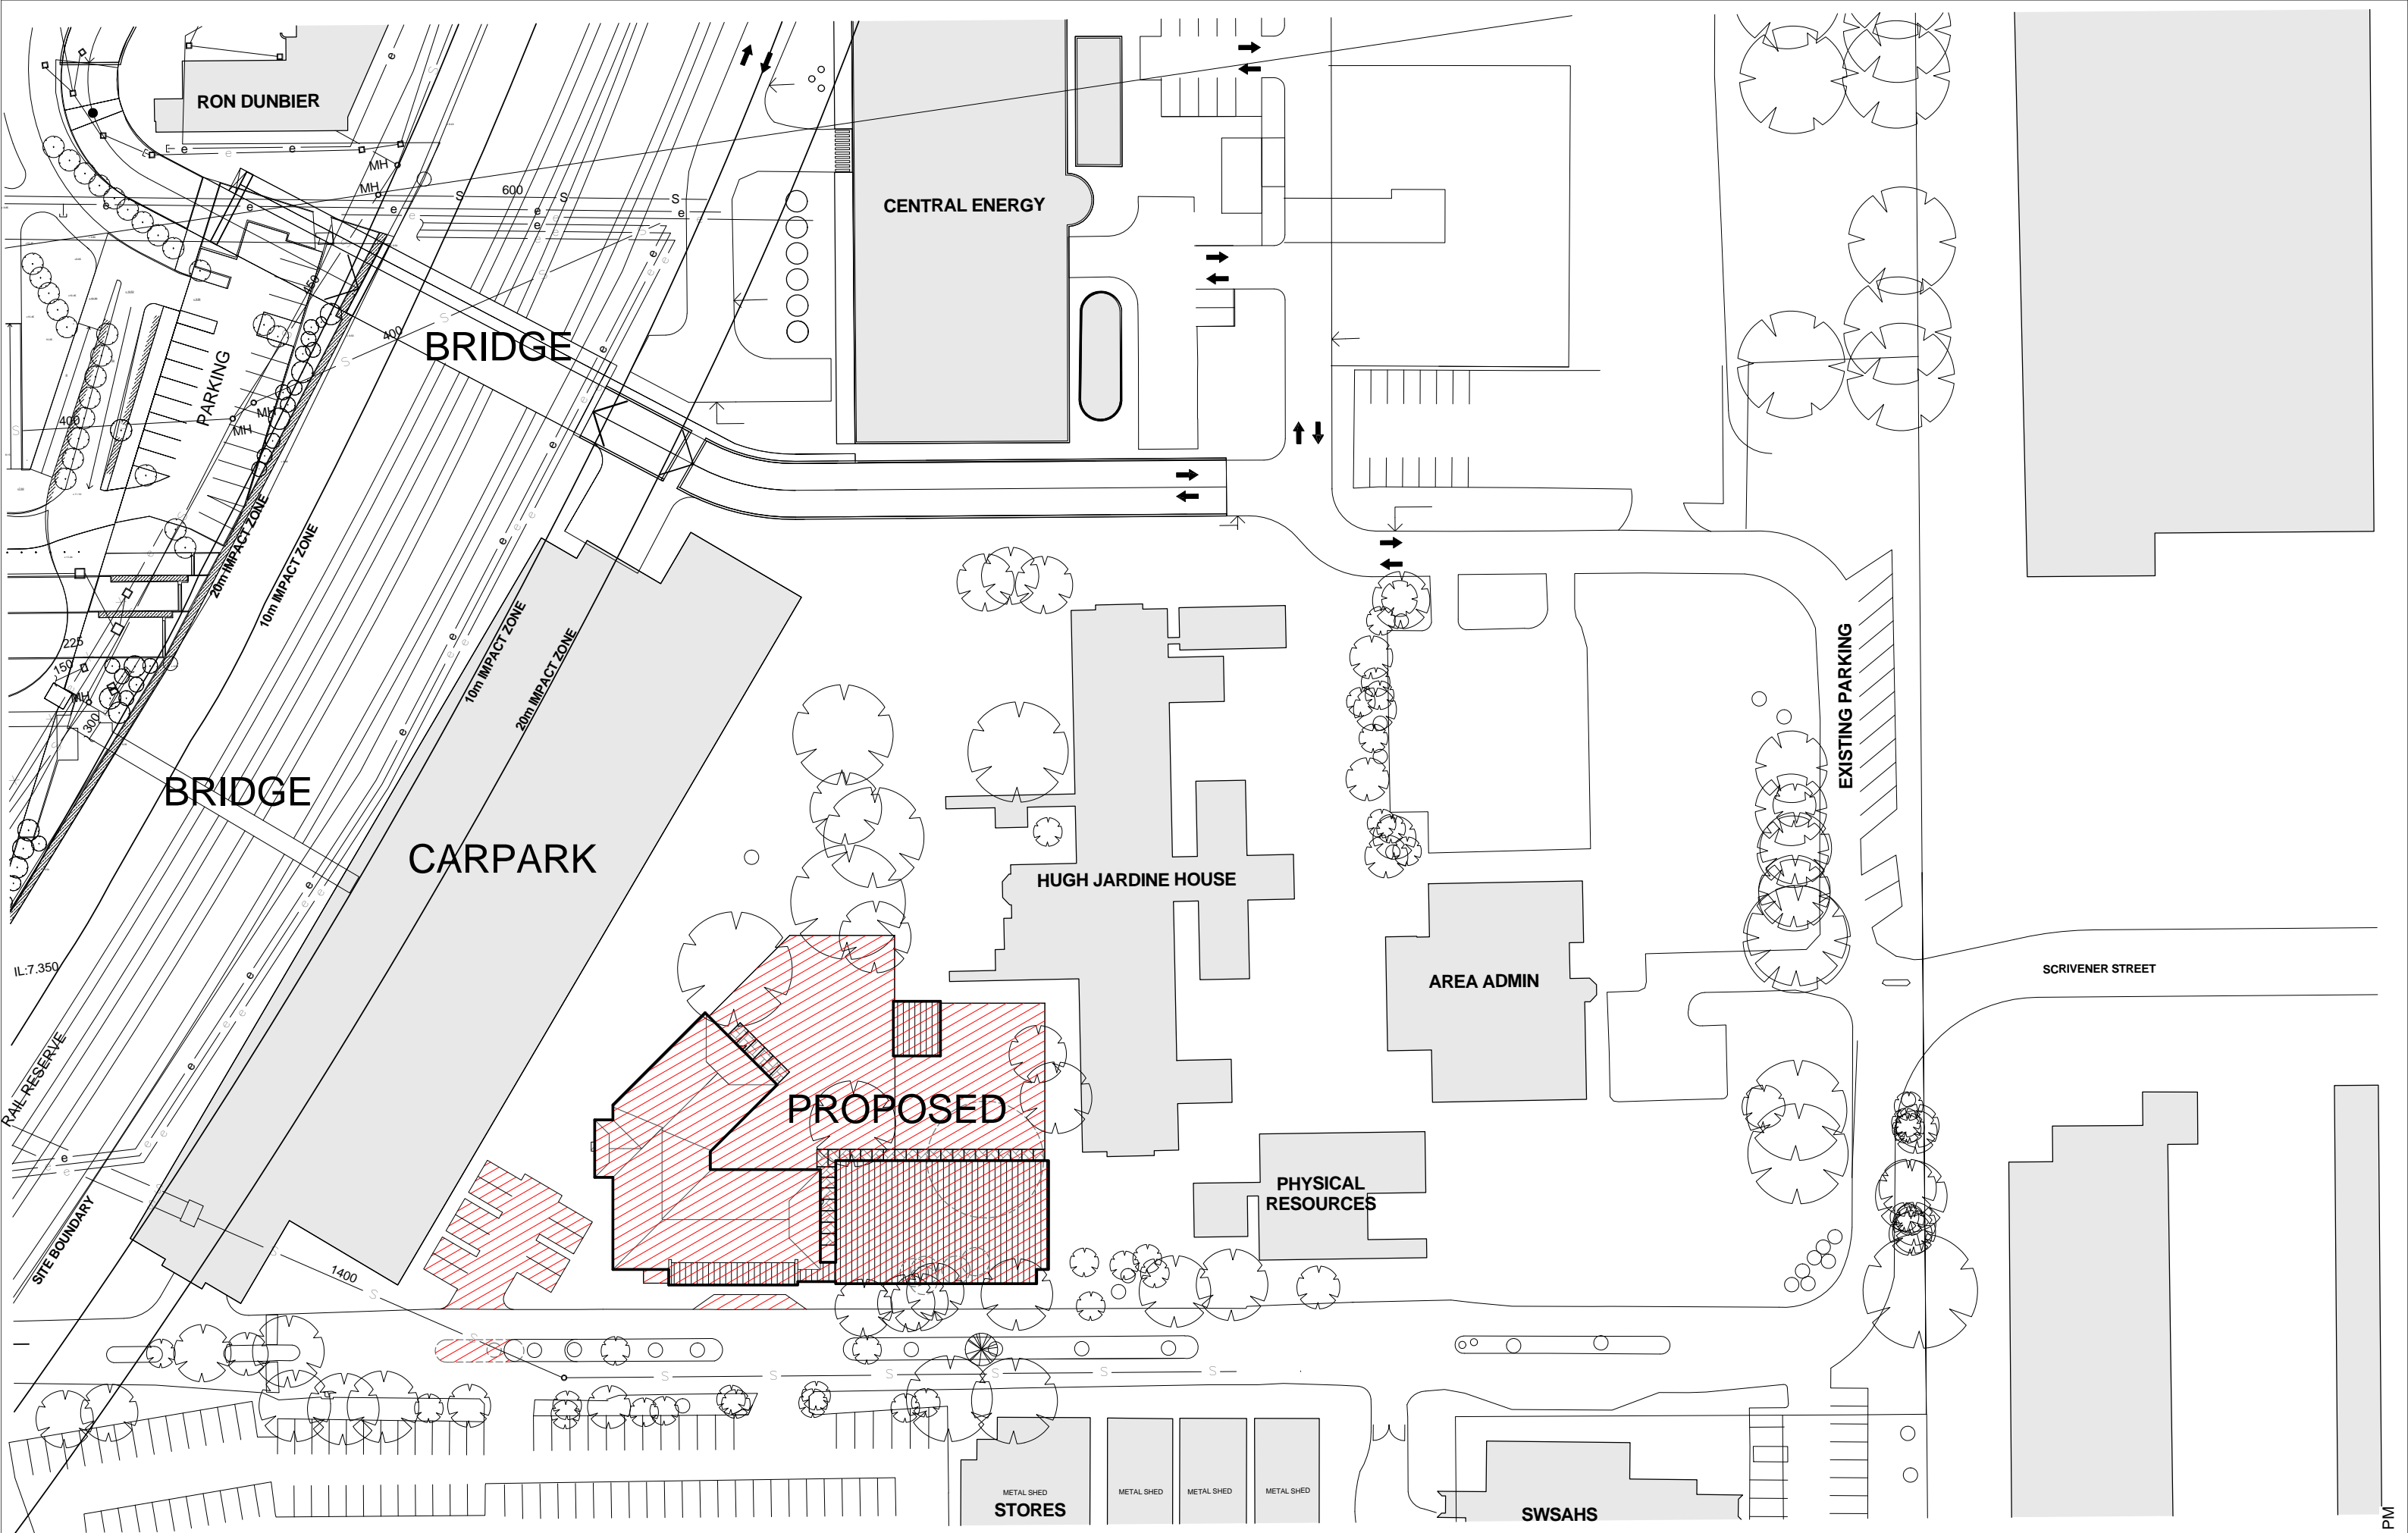 RON DUNBIER
e
S
e
e
e
MH
MH
S
600
S
S
e
e
e
e
e
e
e
CENTRAL ENERGY
450
400
BRIDGE
S
S
S
S
PARKING
MH
MH
400
S
20m IMPACT ZONE
10m IMPACT ZONE
10m IMPACT ZONE
20m IMPACT ZONE
225
150
MH
300
BRIDGE
CARPARK
EXISTING PARKING
HUGH JARDINE HOUSE
AREA ADMIN
SCRIVENER STREET
IL:7.350
RAIL RESERVE
PROPOSED
SITE BOUNDARY
PHYSICAL
RESOURCES
1400
S
S
S
S
S
S
S
S
METAL SHED
STORES
METAL SHED
METAL SHED
METAL SHED
SWSAHS
PM